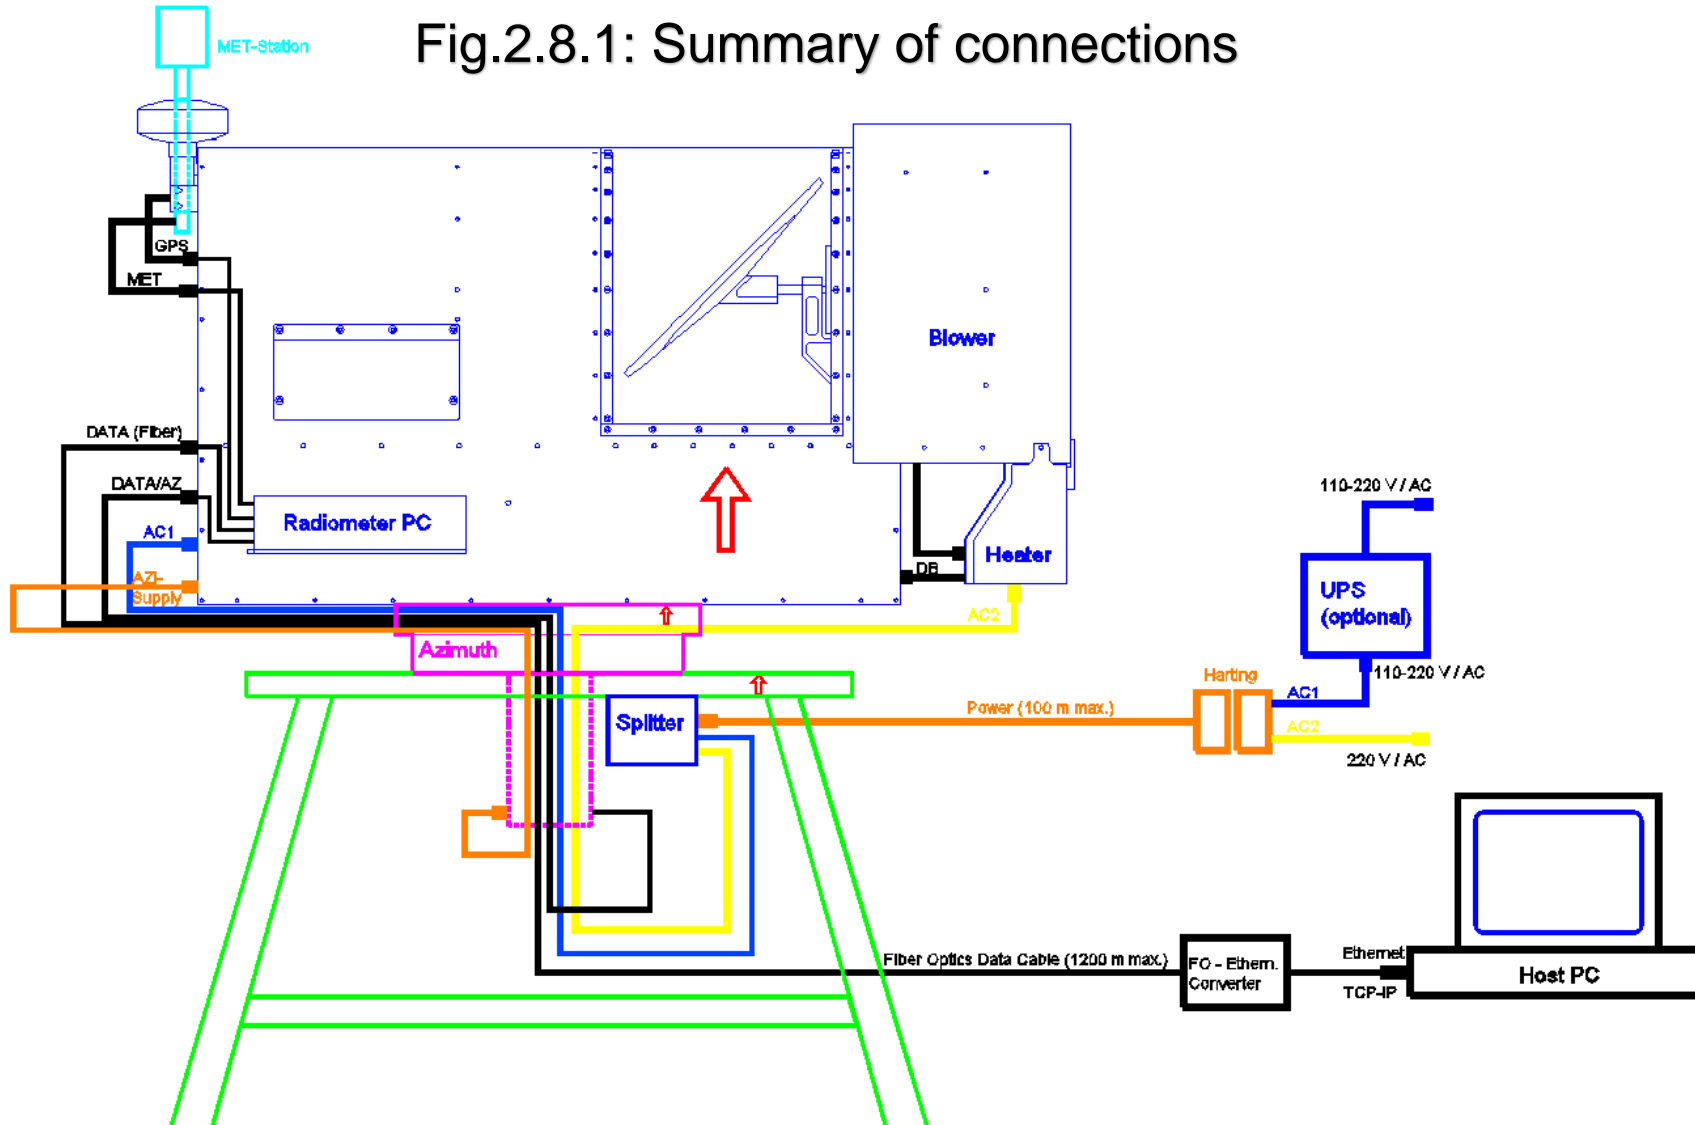 Fig.2.8.1: Summary of connections
MET-Station
GPS
MET
Blower
DATA (Fiber)
DATA/AZ
Radiometer PC
AC1
AZI-
Supply
DB
Heater
AC2
110-220 V / AC
UPS
(optional)
110-220 V / AC
Azimuth
Harting
AC1
Splitter
Power (100 m max.)
AC2
220 V / AC
Fiber Optics Data Cable (1200 m max.)
FO - Ethern.
Converter
Ethernet
TCP-IP
Host PC